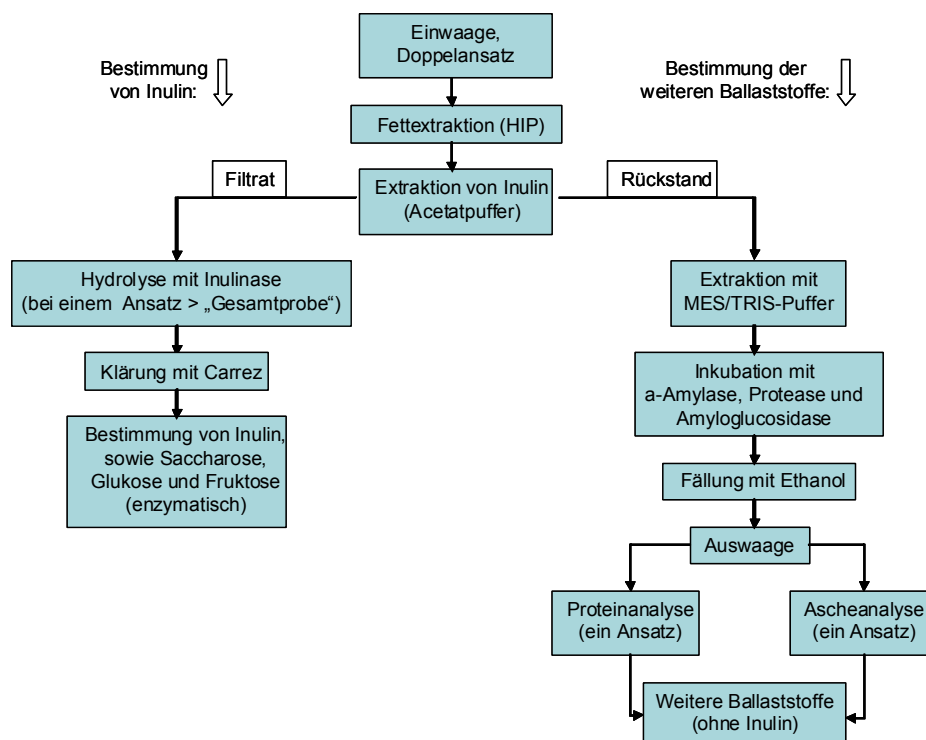 Einwaage,
Doppelansatz
Bestimmung
von Inulin:
Bestimmung der
weiteren Ballaststoffe:
Fettextraktion (HIP)
Filtrat
Extraktion von Inulin
(Acetatpuffer)
Rückstand
Hydrolyse mit Inulinase
(bei einem Ansatz > „Gesamtprobe“)
Klärung mit Carrez
Bestimmung von Inulin,
sowie Saccharose,
Glukose und Fruktose
(enzymatisch)
Extraktion mit
MES/TRIS-Puffer
Inkubation mit
a-Amylase, Protease und
Amyloglucosidase
Fällung mit Ethanol
Auswaage
Proteinanalyse
(ein Ansatz)
Ascheanalyse
(ein Ansatz)
Weitere Ballaststoffe
(ohne Inulin)